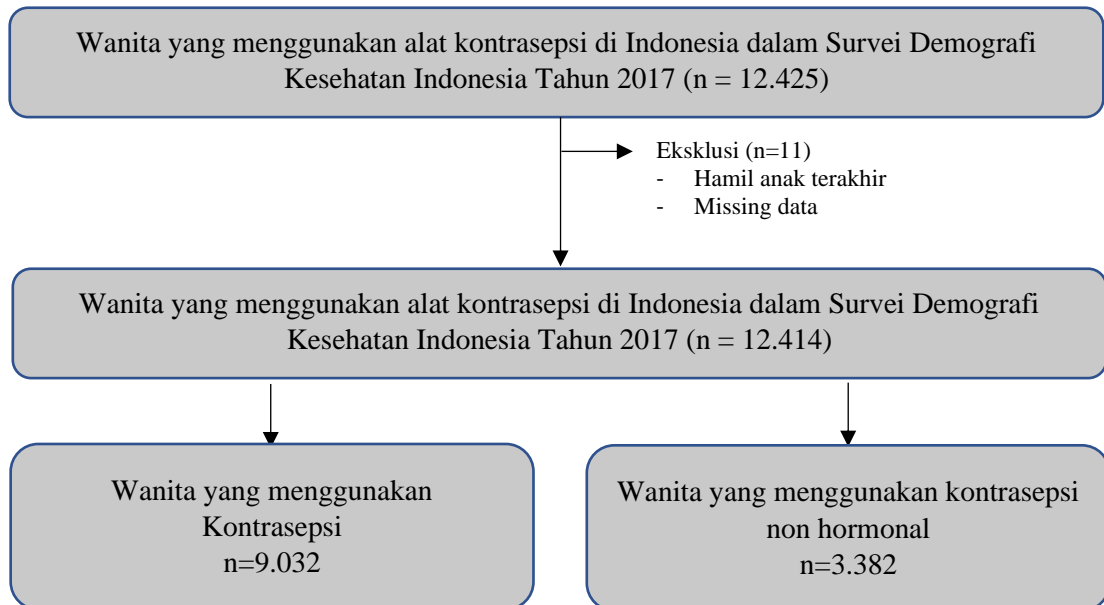 Wanita yang menggunakan alat kontrasepsi di Indonesia dalam Survei Demografi
Kesehatan Indonesia Tahun 2017 (n = 12.425)
Eksklusi (n=11)
- Hamil anak terakhir
- Missing data
Wanita yang menggunakan alat kontrasepsi di Indonesia dalam Survei Demografi
Kesehatan Indonesia Tahun 2017 (n = 12.414)
Wanita yang menggunakan
Kontrasepsi
n=9.032
Wanita yang menggunakan kontrasepsi
non hormonal
n=3.382